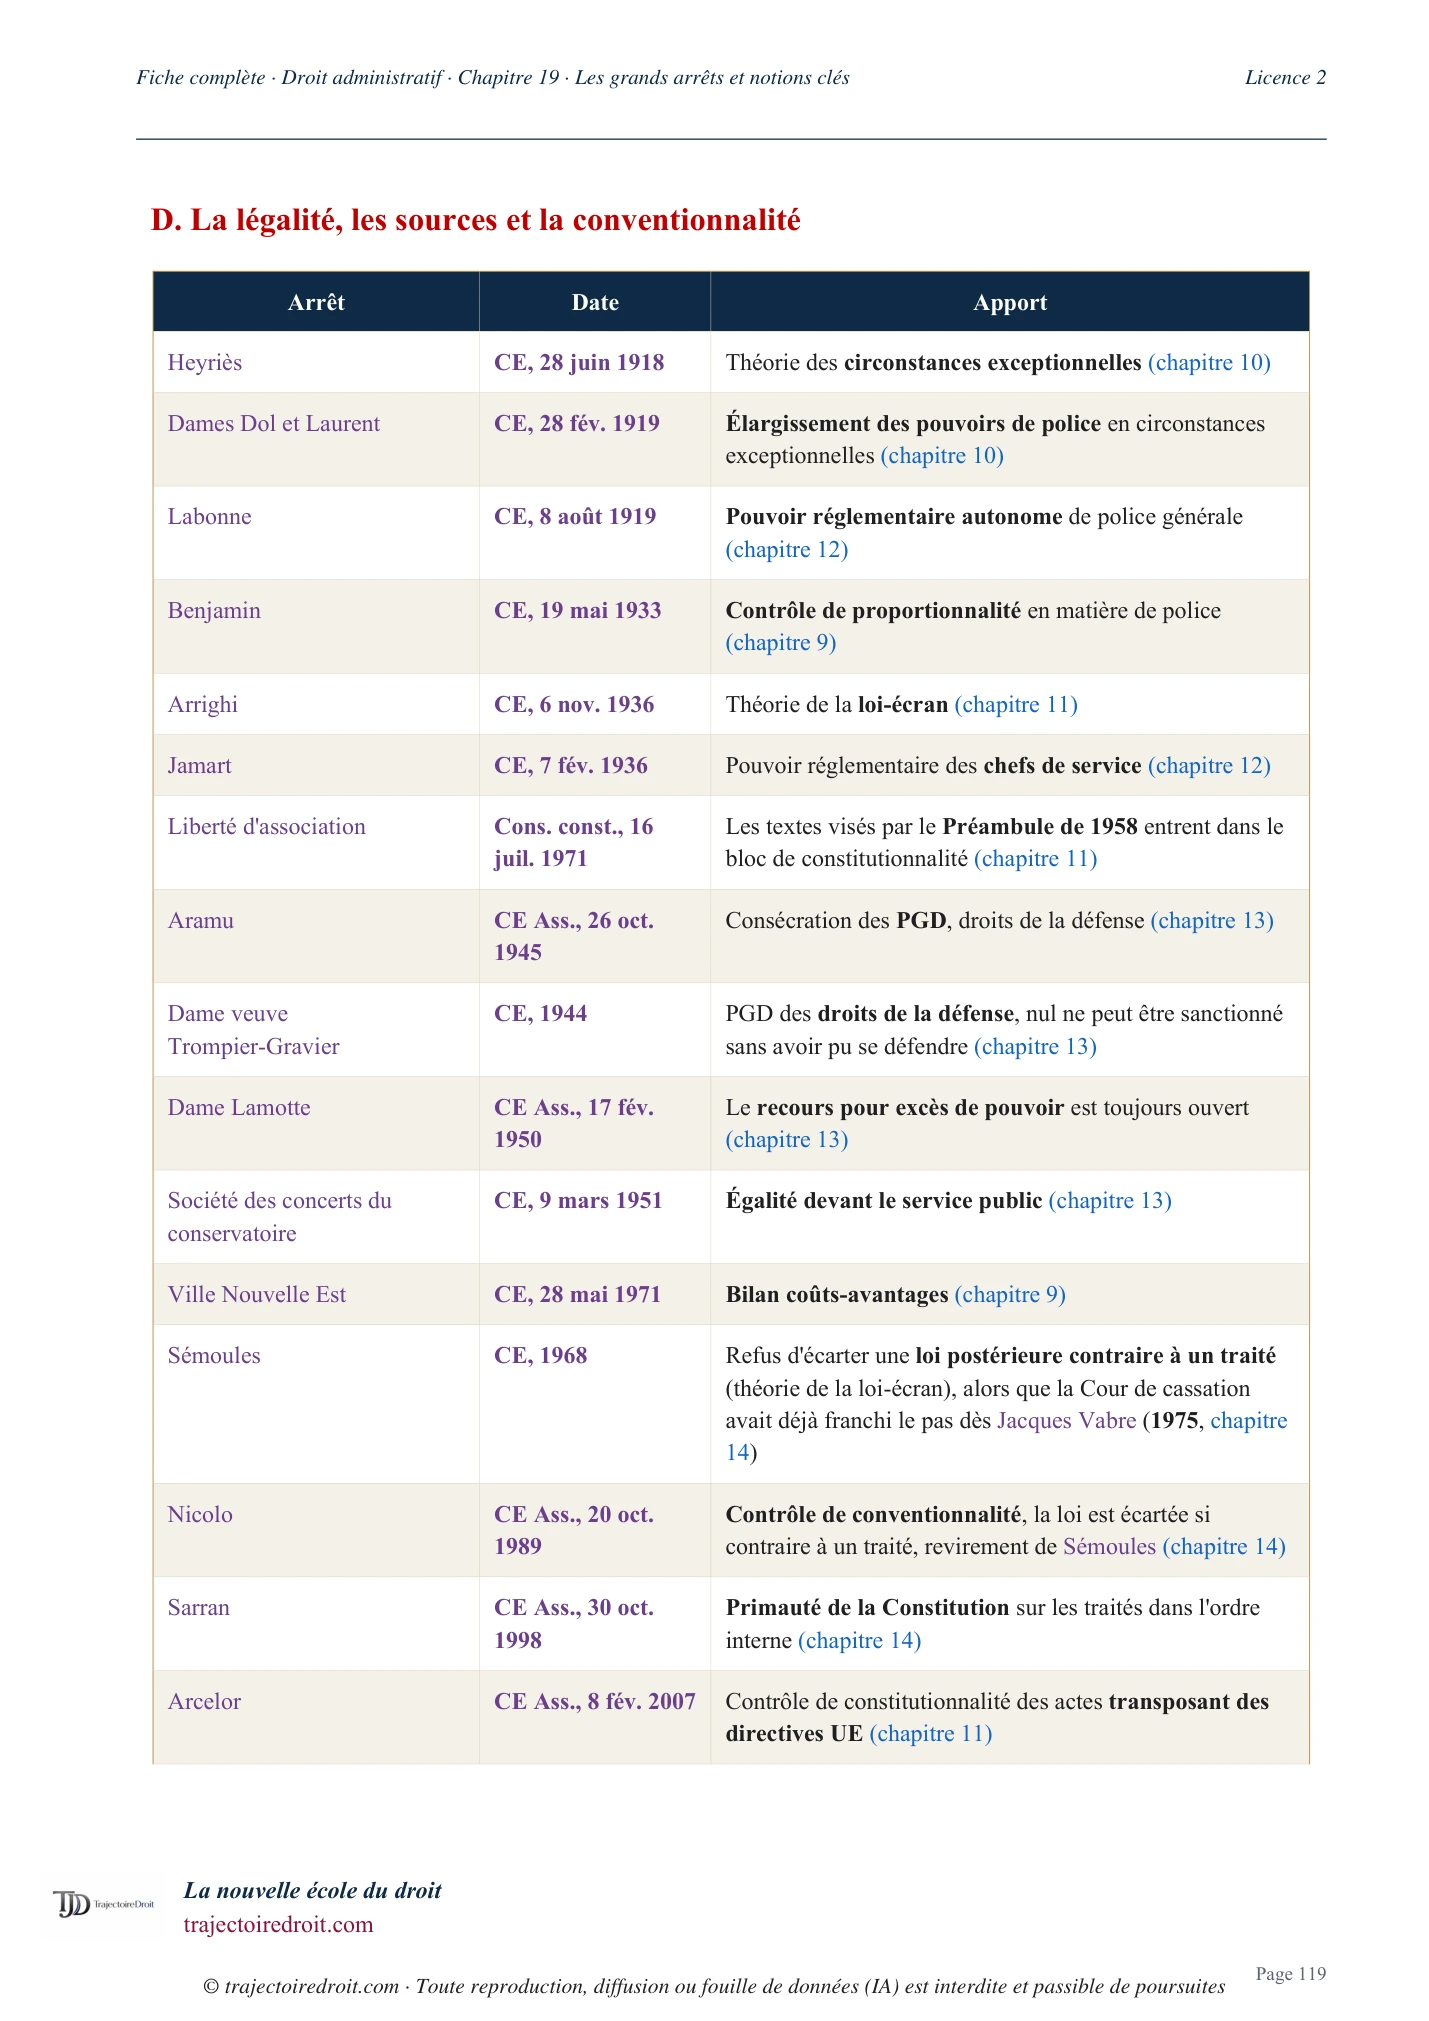 Fiche complète · Droit administratif · Chapitre 19 · Les grands arrêts et notions clés
Licence 2
D. La légalité, les sources et la conventionnalité
Arrêt Date Apport
Heyriès CE, 28 juin 1918 Théorie des circonstances exceptionnelles (chapitre 10)
Dames Dol et Laurent CE, 28 fév. 1919 Élargissement des pouvoirs de police en circonstances
exceptionnelles (chapitre 10)
Labonne CE, 8 août 1919 Pouvoir réglementaire autonome de police générale
(chapitre 12)
Benjamin CE, 19 mai 1933 Contrôle de proportionnalité en matière de police
(chapitre 9)
Arrighi CE, 6 nov. 1936 Théorie de la loi-écran (chapitre 11)
Jamart CE, 7 fév. 1936 Pouvoir réglementaire des chefs de service (chapitre 12)
Liberté d'association Cons. const., 16 Les textes visés par le Préambule de 1958 entrent dans le
juil. 1971 bloc de constitutionnalité (chapitre 11)
Aramu CE Ass., 26 oct. Consécration des PGD, droits de la défense (chapitre 13)
1945
Dame veuve CE, 1944 PGD des droits de la défense, nul ne peut être sanctionné
Trompier-Gravier sans avoir pu se défendre (chapitre 13)
Dame Lamotte CE Ass., 17 fév. Le recours pour excès de pouvoir est toujours ouvert
1950 (chapitre 13)
Société des concerts du CE, 9 mars 1951 Égalité devant le service public (chapitre 13)
conservatoire
Ville Nouvelle Est CE, 28 mai 1971 Bilan coûts-avantages (chapitre 9)
Sémoules CE, 1968 Refus d'écarter une loi postérieure contraire à un traité
(théorie de la loi-écran), alors que la Cour de cassation
avait déjà franchi le pas dès Jacques Vabre (1975, chapitre
14)
Nicolo CE Ass., 20 oct. Contrôle de conventionnalité, la loi est écartée si
1989 contraire à un traité, revirement de Sémoules (chapitre 14)
Sarran CE Ass., 30 oct. Primauté de la Constitution sur les traités dans l'ordre
1998 interne (chapitre 14)
Arcelor CE Ass., 8 fév. 2007 Contrôle de constitutionnalité des actes transposant des
directives UE (chapitre 11)
TJD TrajectoireDroit
La nouvelle école du droit
trajectoiredroit.com
© trajectoiredroit.com · Toute reproduction, diffusion ou fouille de données (IA) est interdite et passible de poursuites
Page 119